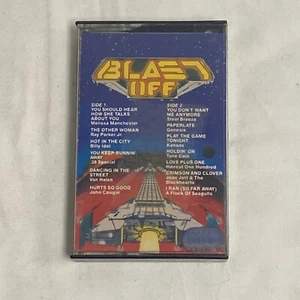 BLAST
OFF
SIDE 1
YOU SHOULD HEAR
HOW SHE TALKS
ABOUT YOU
Melissa Manchester
THE OTHER WOMAN
Ray Parker Jr.
HOT IN THE CITY
Billy Idol
YOU KEEP RUNNIN'
AWAY
38 Special
DANCING IN THE
STREET
Van Halen
HURTS SO GOOD
John Cougar
SIDE 2
YOU DON'T WANT
ME ANYMORE
Steel Breeze
PAPERLATE
Genesis
PLAY THE GAME
TONIGHT
Kansas
HOLDIN' ON
Tane Cain
LOVE PLUS ONE
Haircut One Hundred
CRIMSON AND CLOVER
Joan Jett & The
Blackhearts
I RAN (SO FAR AWAY)
A Flock Of Seagulls